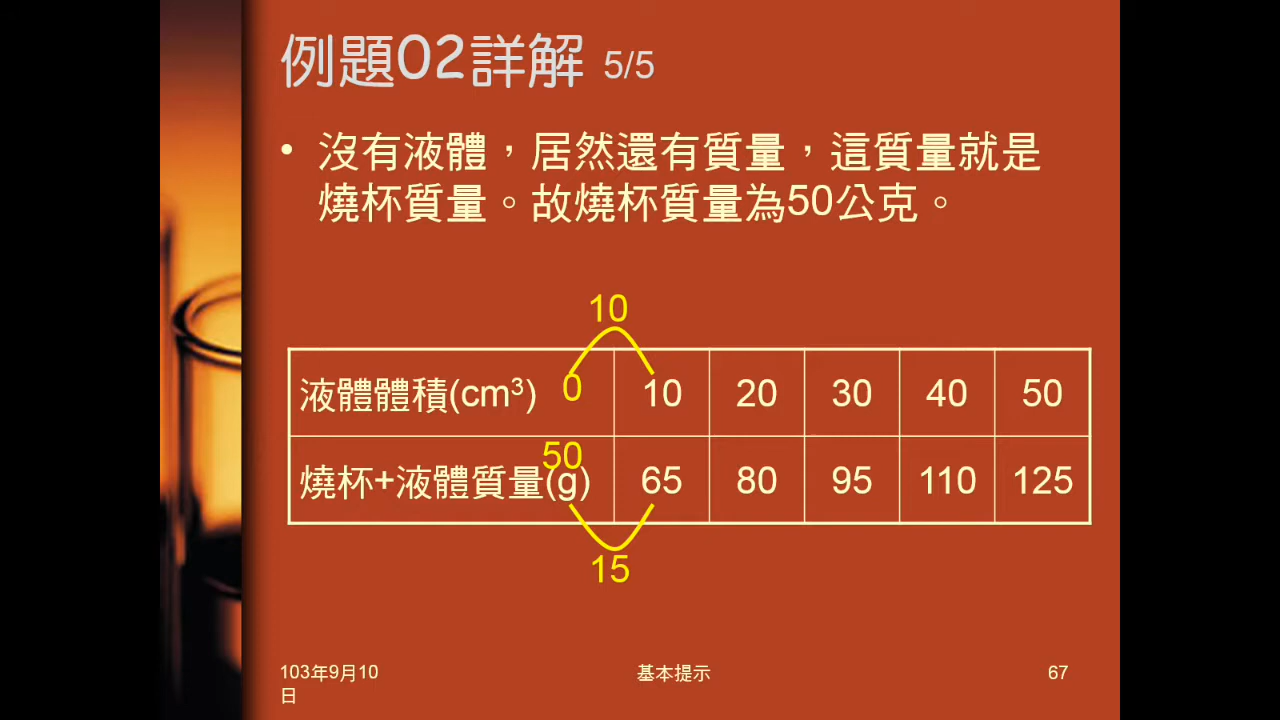 例題02詳解 5/5
• 沒有液體，居然還有質量，這質量就是
燒杯質量。故燒杯質量為50公克。
10
液體體積(cm³) 0 10 20 30 40 50
50
燒杯+液體質量(g) 65 80 95 110 125
15
103年9月10
日
基本提示
67